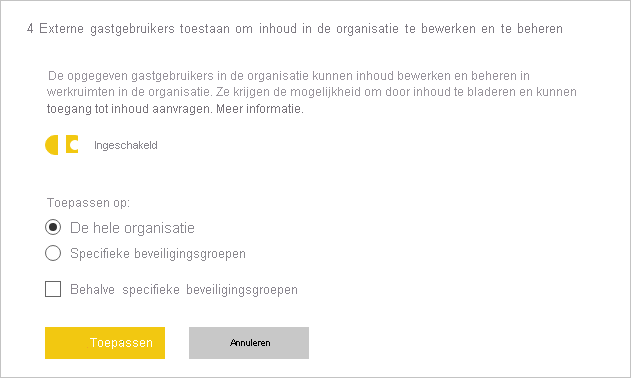 4 Externe gastgebruikers toestaan om inhoud in de organisatie te bewerken en te beheren
De opgegeven gastgebruikers in de organisatie kunnen inhoud bewerken en beheren in
werkruimten in de organisatie. Ze krijgen de mogelijkheid om door inhoud te bladeren en kunnen
toegang tot inhoud aanvragen. Meer informatie.
Ingeschakeld
Toepassen op:
De hele organisatie
Specifieke beveiligingsgroepen
Behalve specifieke beveiligingsgroepen
Toepassen
Annuleren